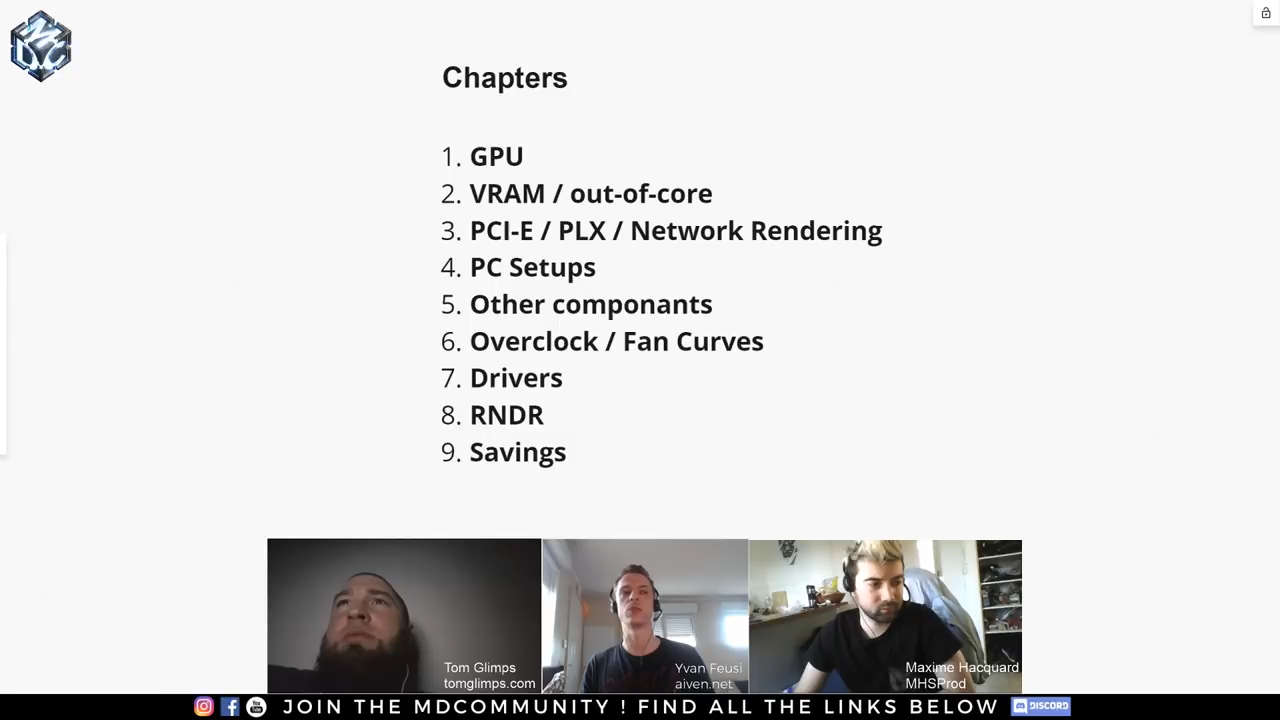 Chapters
1. GPU
2. VRAM / out-of-core
3. PCI-E / PLX / Network Rendering
4. PC Setups
5. Other componants
6. Overclock / Fan Curves
7. Drivers
8. RNDR
9. Savings
Tom Glimps
tomglimps.com
Yvan Feusi
aiven.net
Maxime Hacquard
MHSProd
JOIN THE MDCOMMUNITY ! FIND ALL THE LINKS BELOW
DISCORD